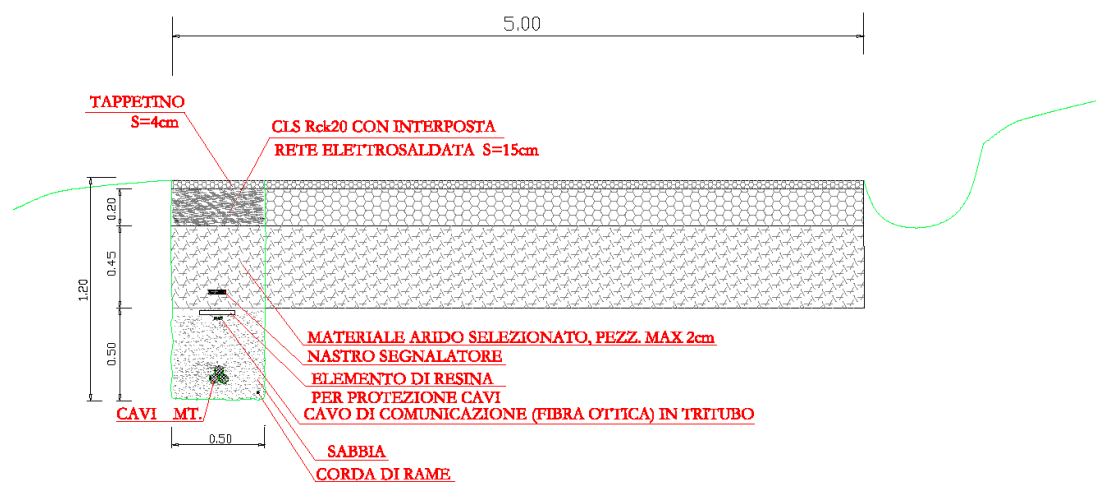 5.00
TAPPETINO
S=4cm
CLS Rck20 CON INTERPOSTA
RETE ELETTROSALDATA S=15cm
0.20
0.45
1.20
0.50
MATERIALE ARIDO SELEZIONATO, PEZZ. MAX 2cm
NASTRO SEGNALATORE
ELEMENTO DI RESINA
PER PROTEZIONE CAVI
CAVI MT.
CAVO DI COMUNICAZIONE (FIBRA OTTICA) IN TRITUBO
0.50
SABBIA
CORDA DI RAME